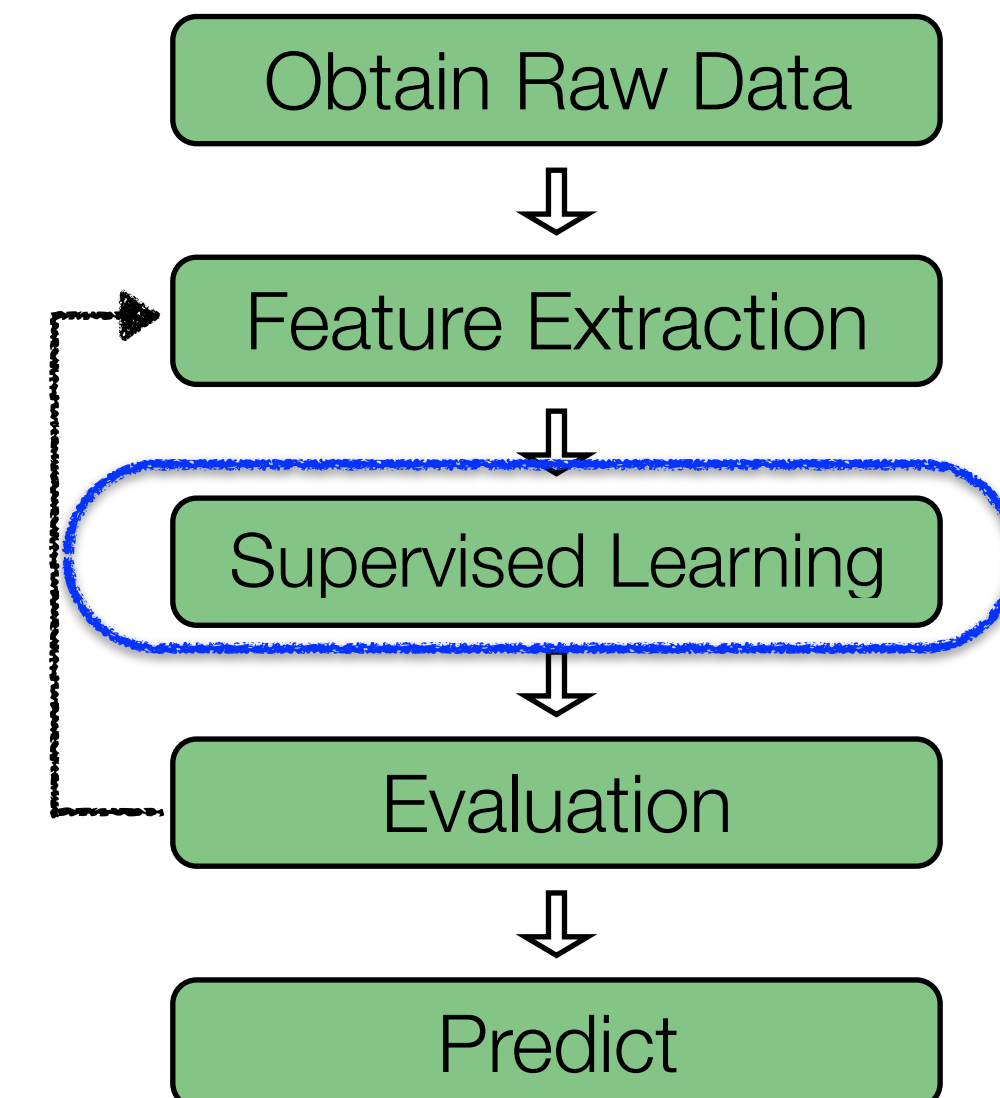 Obtain Raw Data
Feature Extraction
Supervised Learning
Evaluation
Predict